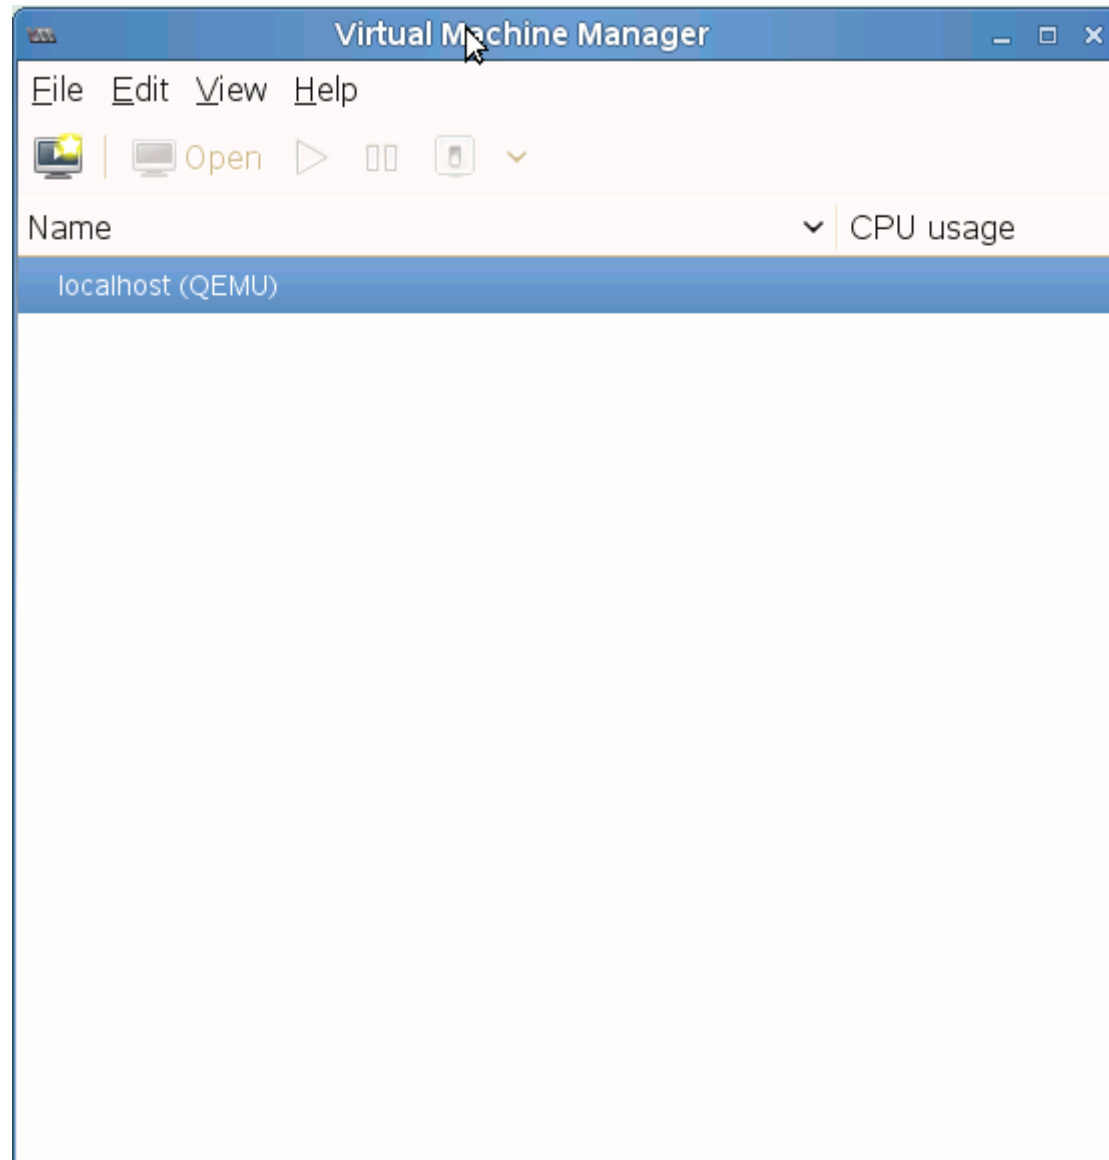 Virtual Machine Manager
File Edit View Help
Open
Name CPU usage
localhost (QEMU)